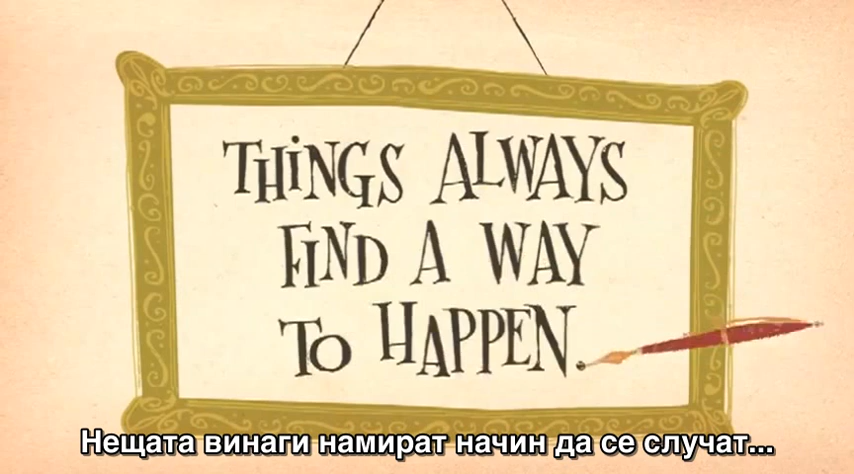 THINGS ALWAYS
FIND A WAY
TO HAPPEN.
Нещата винаги намират начин да се случат...